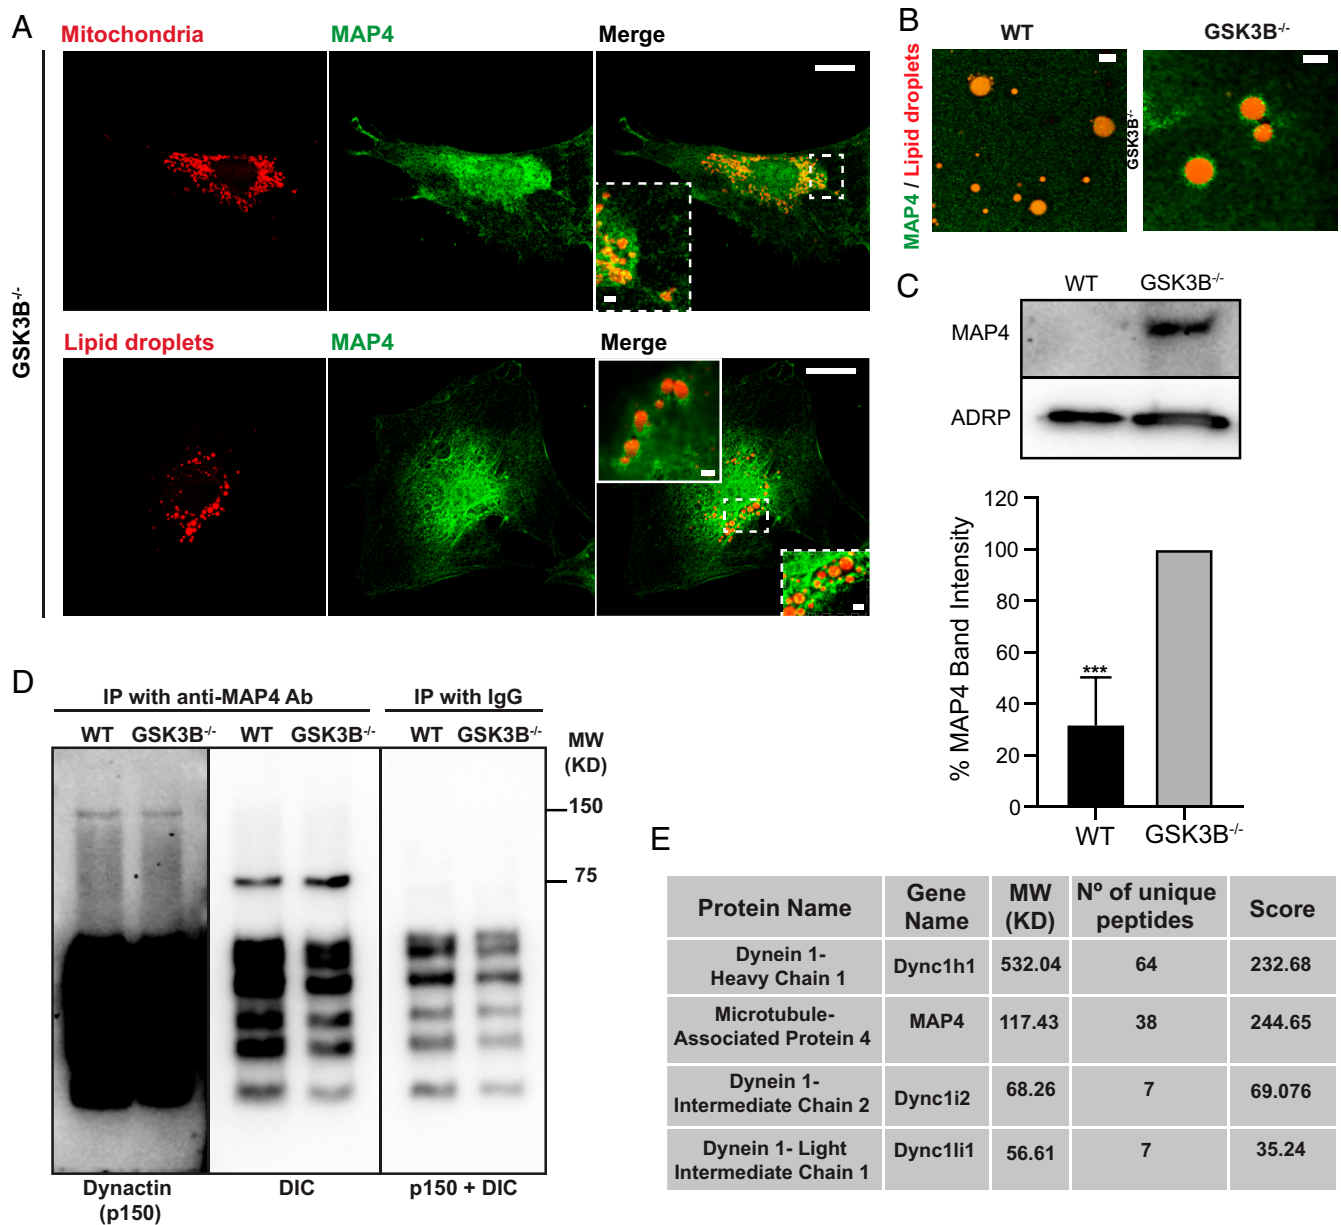 A
Mitochondria MAP4 Merge
GSK3B-/-
Lipid droplets MAP4 Merge
B
WT GSK3B-/-
MAP4 / Lipid droplets
GSK3B-/-
C
WT GSK3B-/-
MAP4
ADRP
% MAP4 Band Intensity
120
100
80
60
40
20
0
***
WT GSK3B-/-
D
IP with anti-MAP4 Ab IP with IgG
WT GSK3B-/- WT GSK3B-/- WT GSK3B-/- MW
(KD)
150
75
Dynactin
(p150)
DIC
p150 + DIC
E
Protein Name Gene Name MW (KD) Nº of unique peptides Score
Dynein 1- Heavy Chain 1 Dync1h1 532.04 64 232.68
Microtubule- Associated Protein 4 MAP4 117.43 38 244.65
Dynein 1- Intermediate Chain 2 Dync1i2 68.26 7 69.076
Dynein 1- Light Intermediate Chain 1 Dync1li1 56.61 7 35.24